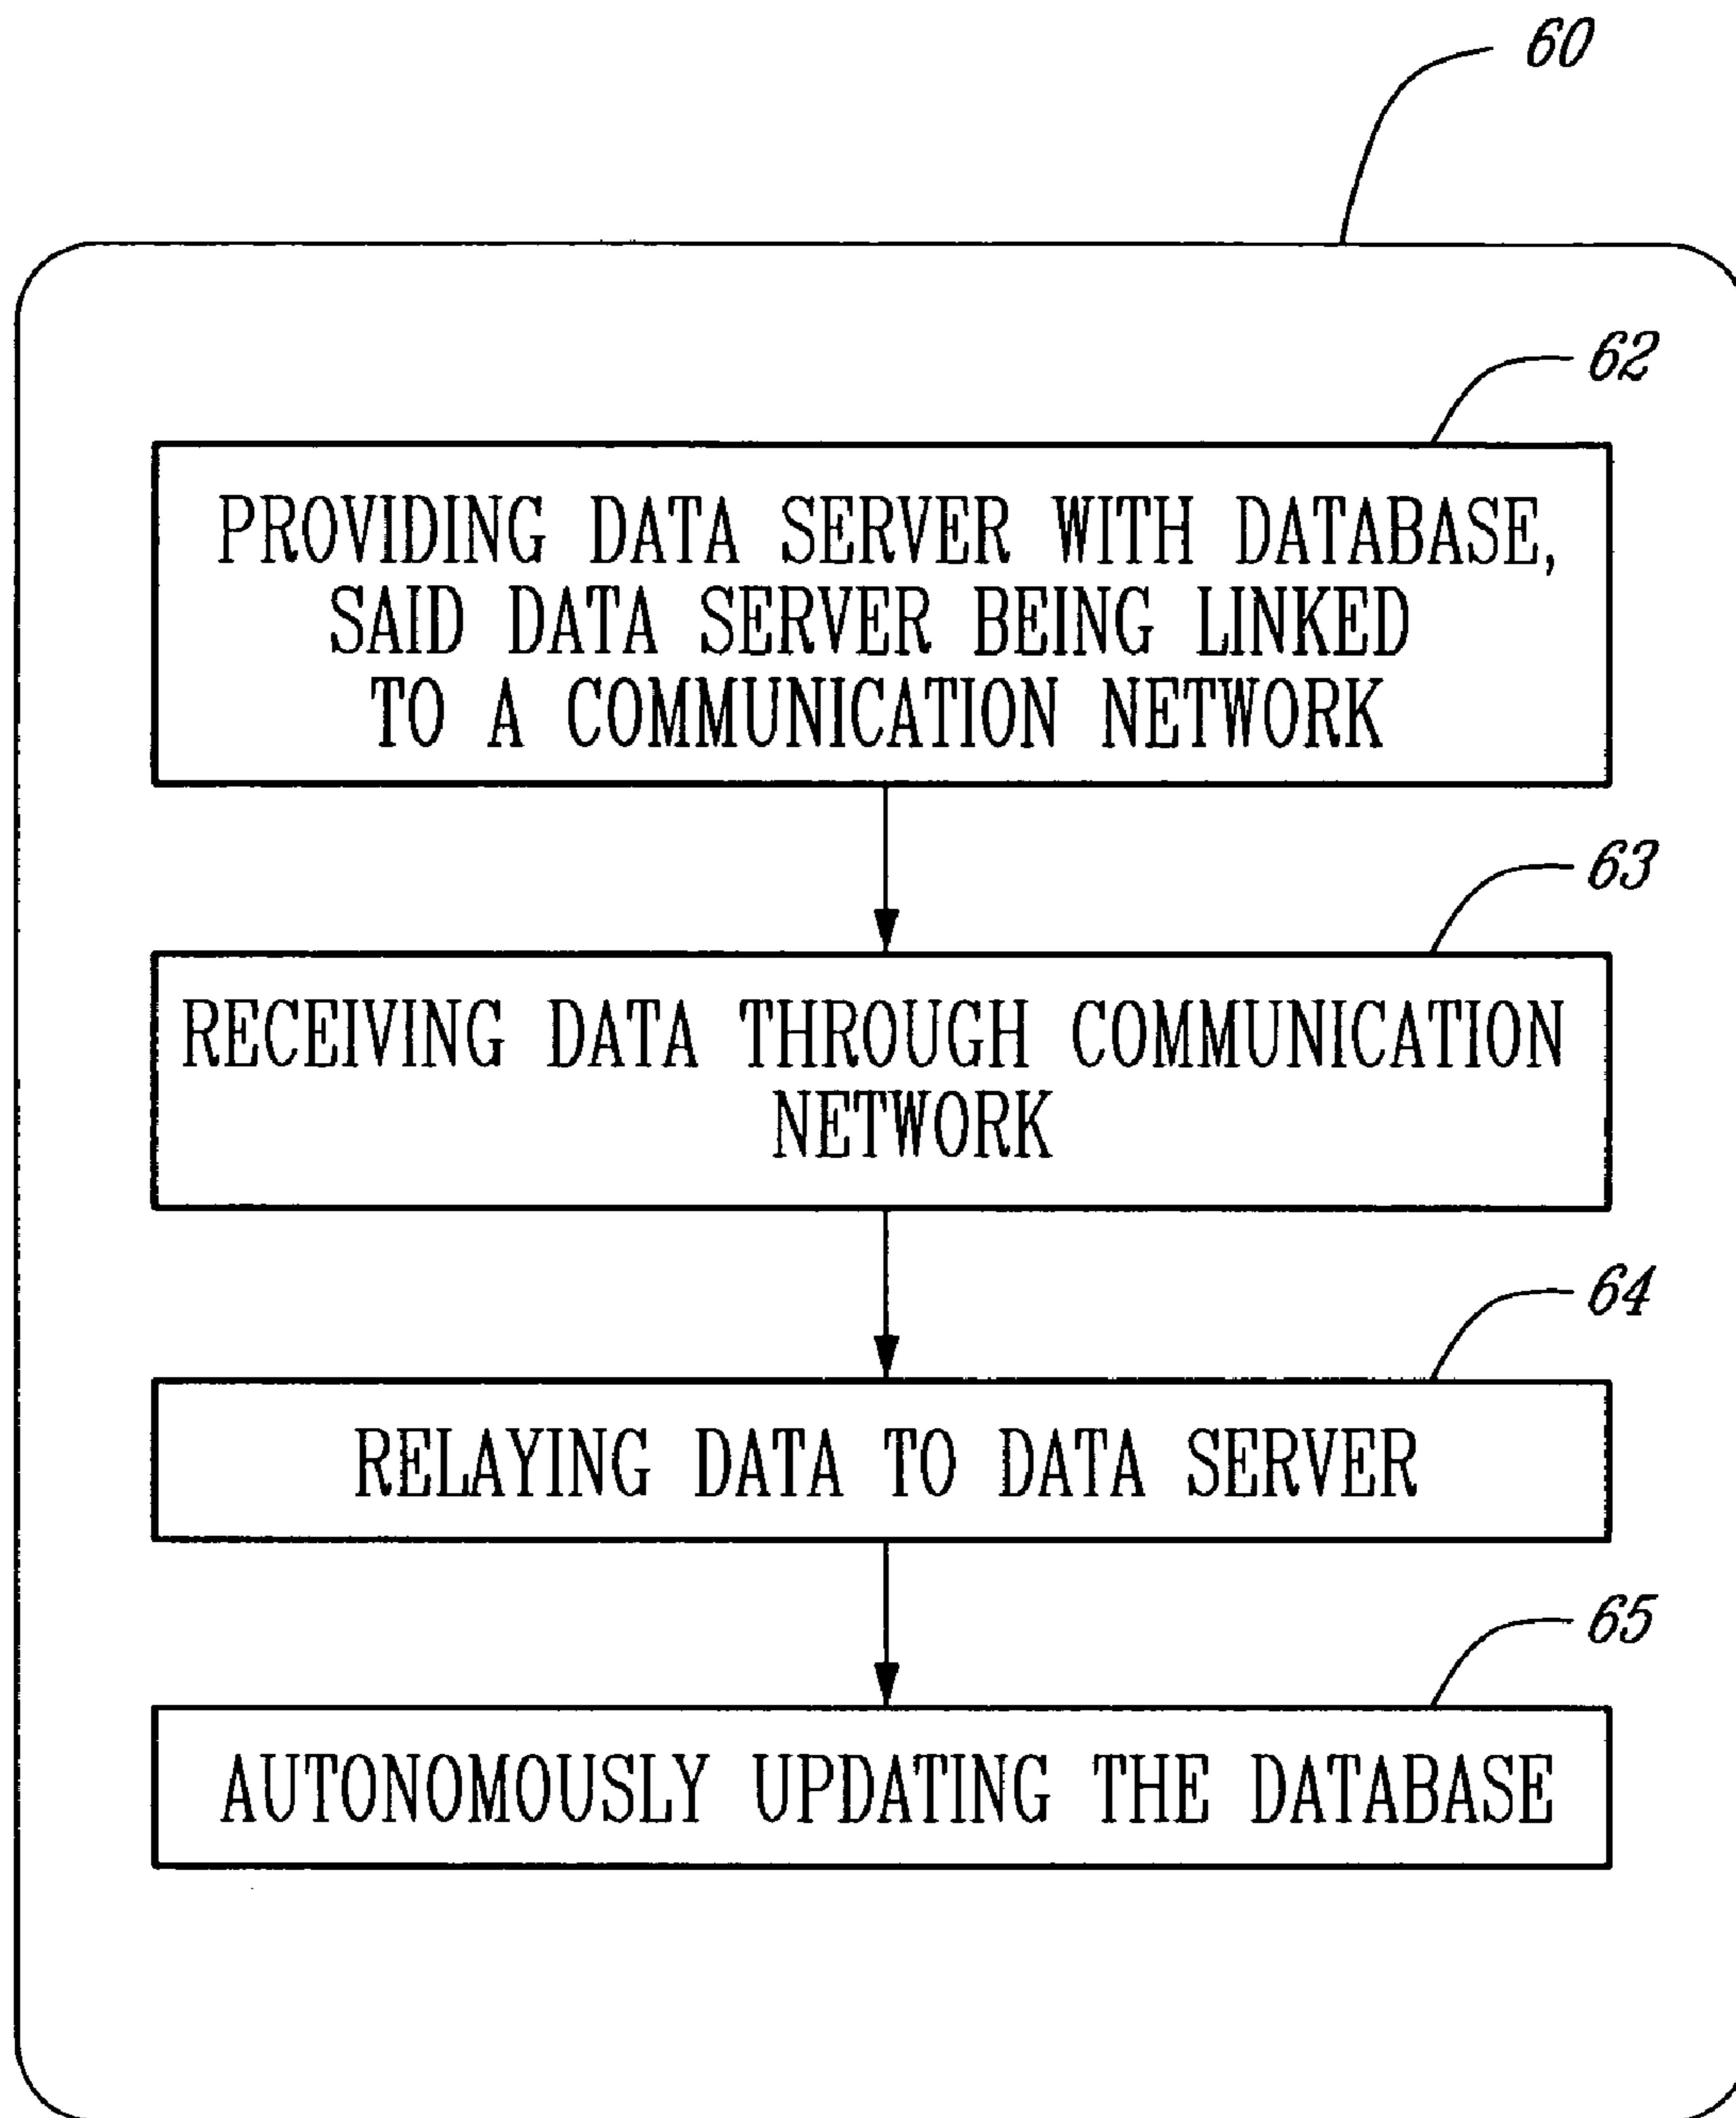 60
62
PROVIDING DATA SERVER WITH DATABASE,
SAID DATA SERVER BEING LINKED
TO A COMMUNICATION NETWORK
63
RECEIVING DATA THROUGH COMMUNICATION
NETWORK
64
RELAYING DATA TO DATA SERVER
65
AUTONOMOUSLY UPDATING THE DATABASE